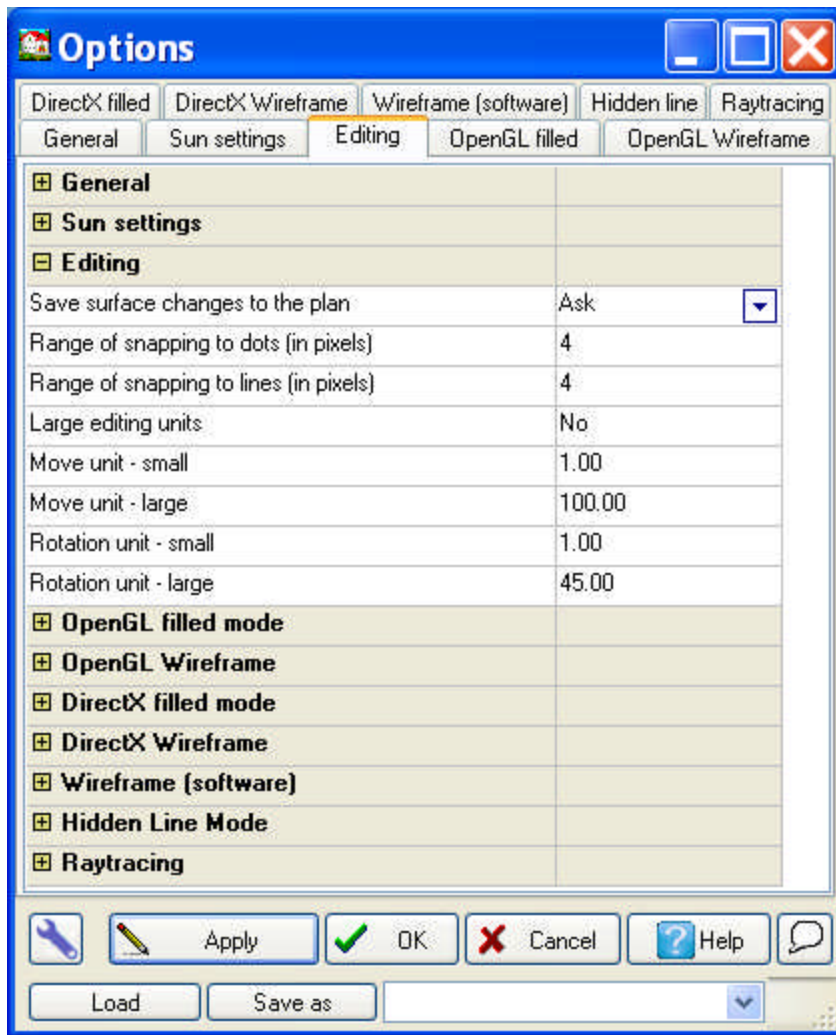 Options
DirectX filled DirectX Wireframe Wireframe (software) Hidden line Raytracing
General Sun settings Editing OpenGL filled OpenGL Wireframe
General
Sun settings
Editing
Save surface changes to the plan Ask
Range of snapping to dots (in pixels) 4
Range of snapping to lines (in pixels) 4
Large editing units No
Move unit - small 1.00
Move unit - large 100.00
Rotation unit - small 1.00
Rotation unit - large 45.00
OpenGL filled mode
OpenGL Wireframe
DirectX filled mode
DirectX Wireframe
Wireframe (software)
Hidden Line Mode
Raytracing
Apply OK Cancel ? Help
Load Save as